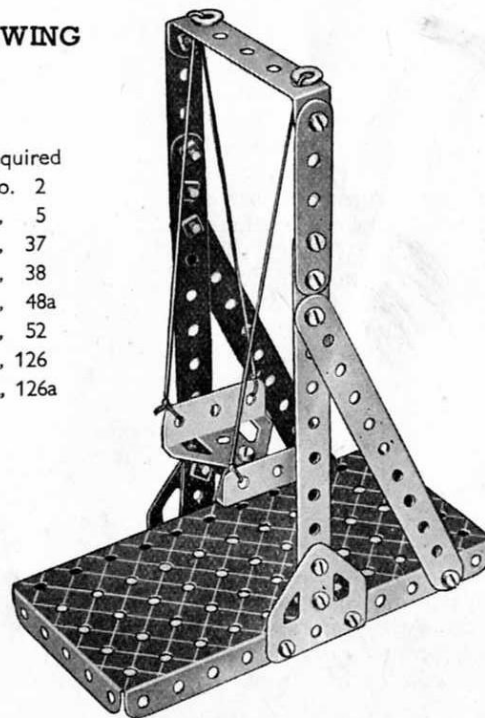 WING
quired
o. 2
„ 5
„ 37
„ 38
„ 48a
„ 52
„ 126
„ 126a